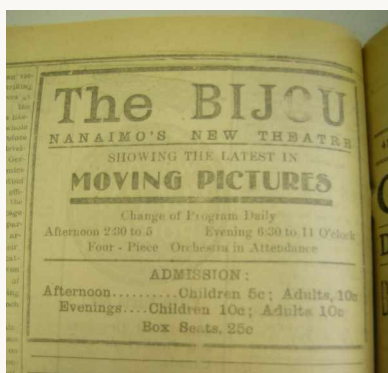 The BIJOU
NANAIMO'S NEW THEATRE
SHOWING THE LATEST IN
MOVING PICTURES
Change of Program Daily
Afternoon 2:30 to 5 Evening 6:30 to 11 O'clock
Four - Piece Orchestra in Attendance
ADMISSION:
Afternoon..........Children 5c; Adults, 10c
Evenings....Children 10c; Adults 10c
Box Seats, 25c